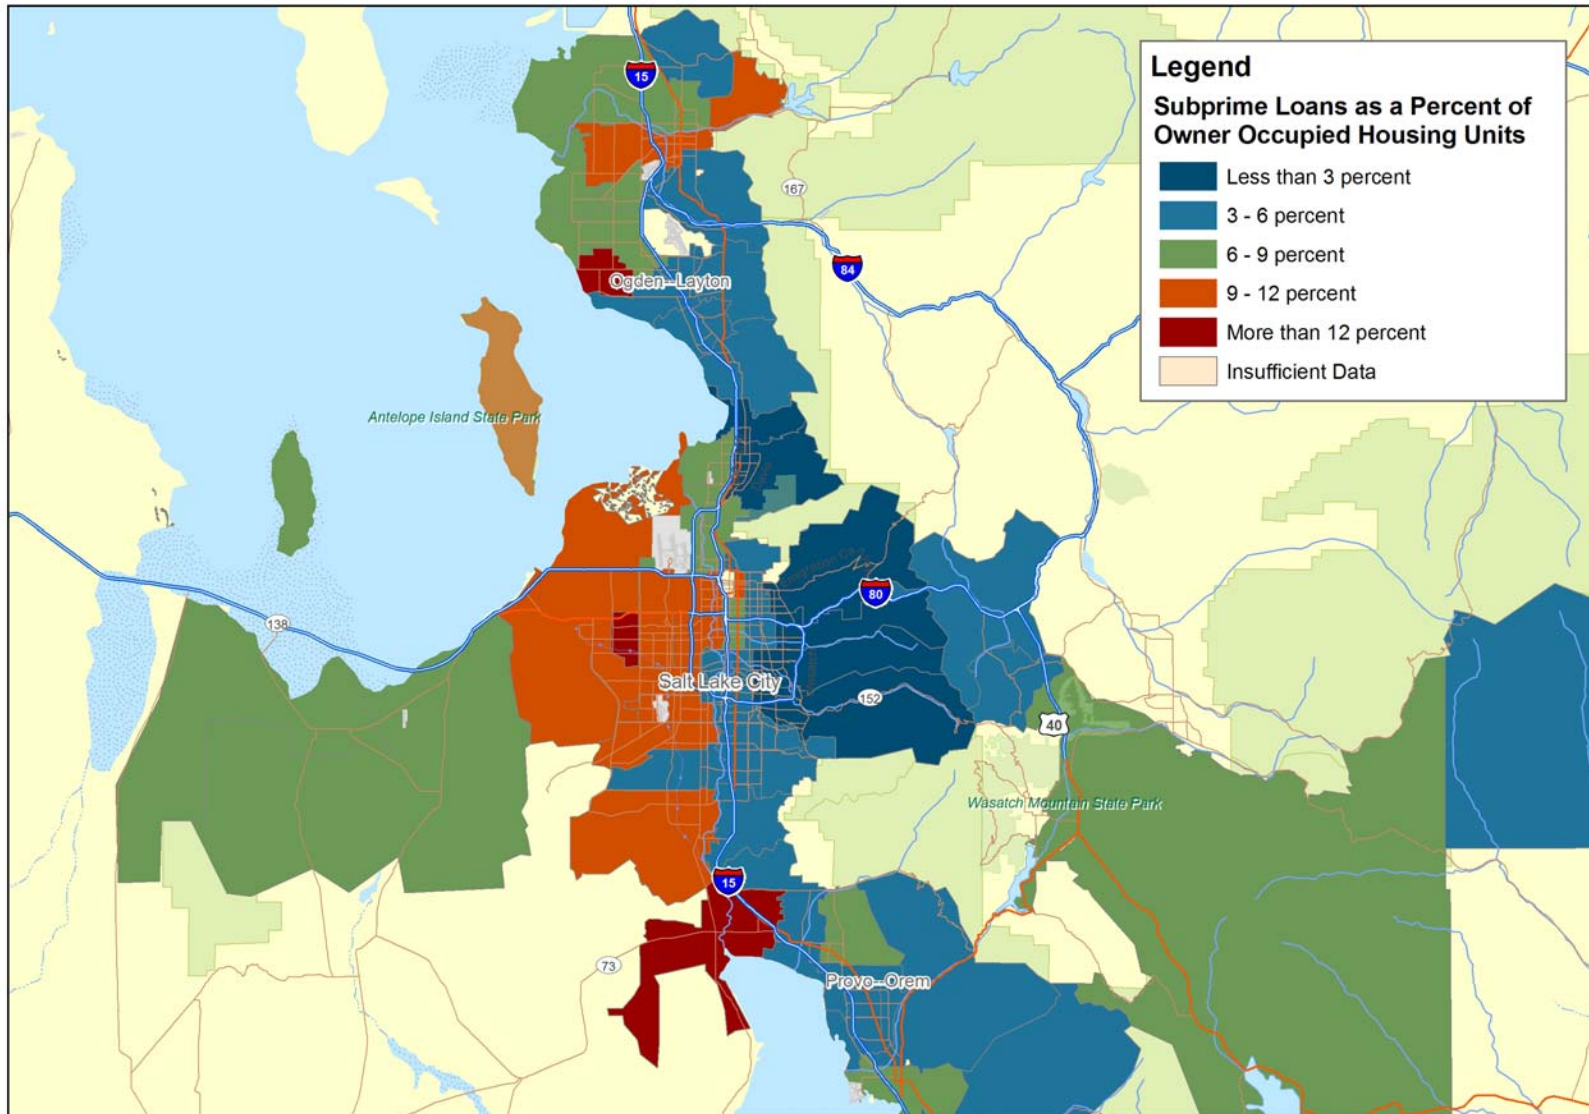 Legend
Subprime Loans as a Percent of
Owner Occupied Housing Units
Less than 3 percent
3 - 6 percent
6 - 9 percent
9 - 12 percent
More than 12 percent
Insufficient Data
15
167
84
Ogden--Layton
Antelope Island State Park
80
138
Salt Lake City
152
40
Wasatch Mountain State Park
15
73
Provo--Orem